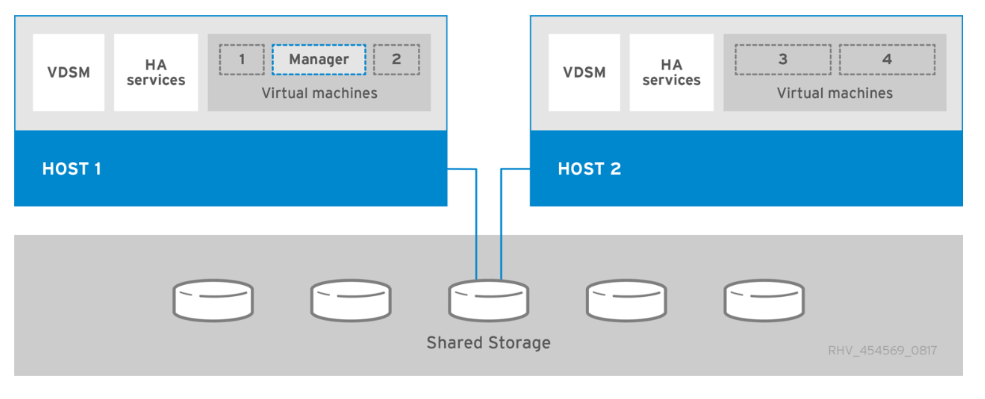 VDSM
HA
services
1
Manager
2
Virtual machines
HOST 1
VDSM
HA
services
3
4
Virtual machines
HOST 2
Shared Storage
RHV_454569_0817